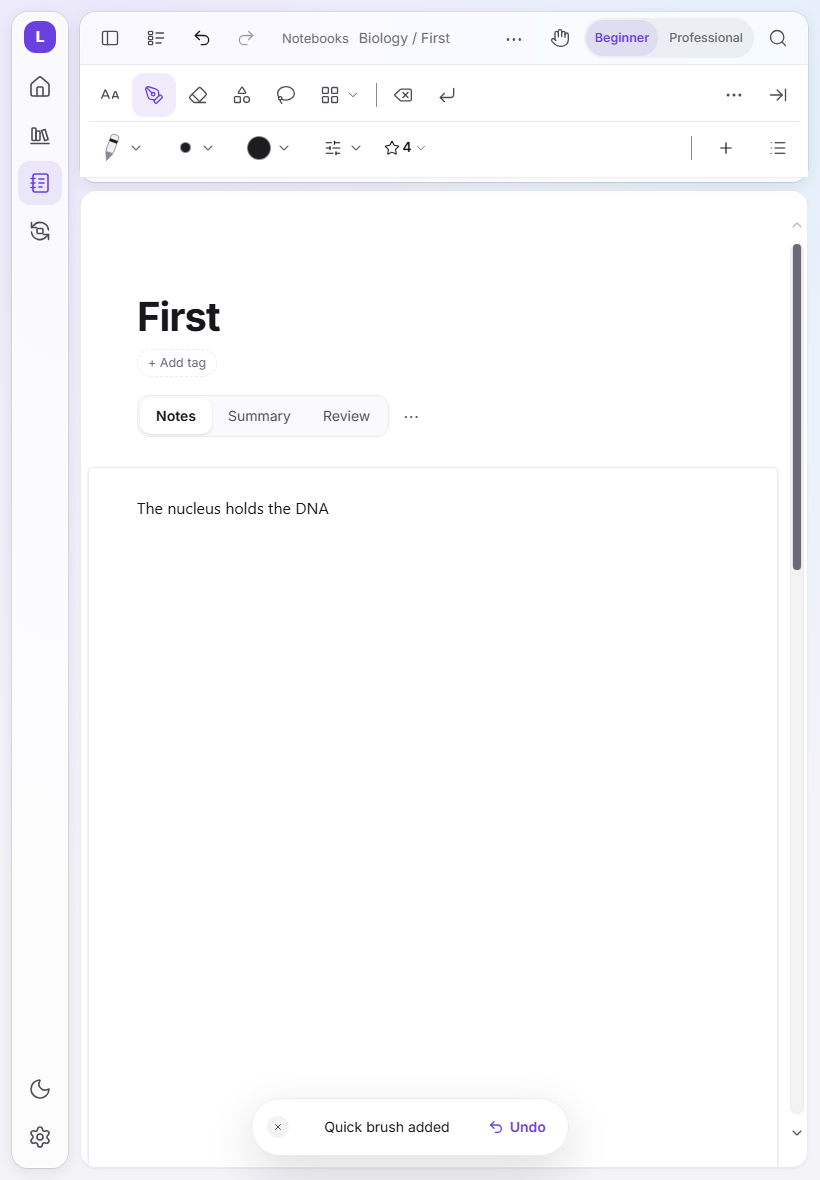 L
Notebooks Biology / First
Beginner Professional
AA
4
First
+ Add tag
Notes Summary Review
The nucleus holds the DNA
Quick brush added Undo